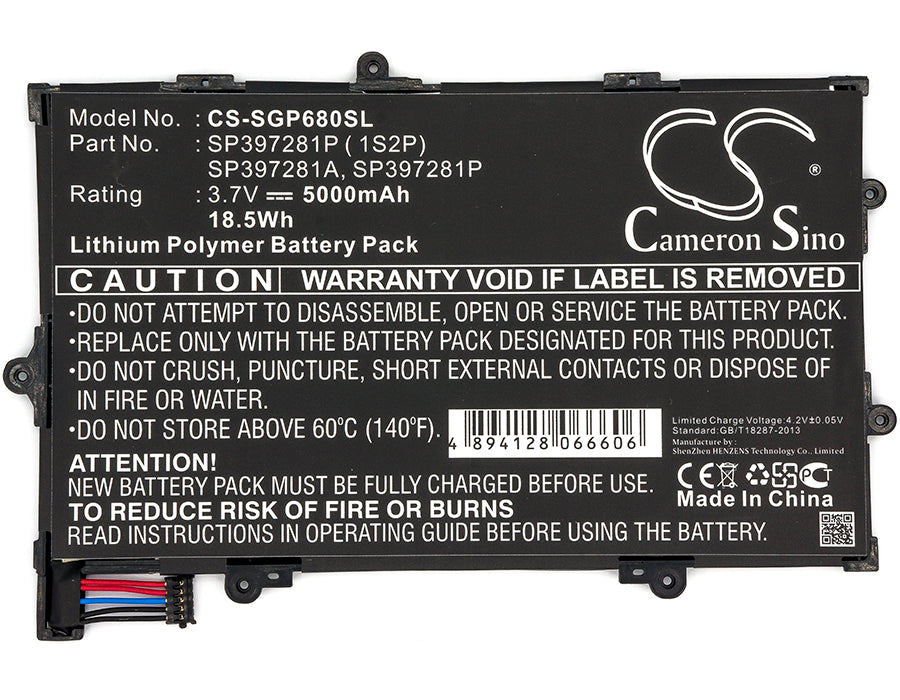 Model No. : CS-SGP680SL
Part No. : SP397281P ( 1S2P)
SP397281A, SP397281P
Rating : 3.7V ⎓ 5000mAh
18.5Wh
Lithium Polymer Battery Pack
CS ®
Cameron Sino
CAUTION WARRANTY VOID IF LABEL IS REMOVED
•DO NOT ATTEMPT TO DISASSEMBLE, OPEN OR SERVICE THE BATTERY PACK.
•REPLACE ONLY WITH THE BATTERY PACK DESIGNATED FOR THIS PRODUCT.
•DO NOT CRUSH, PUNCTURE, SHORT EXTERNAL CONTACTS OR DISPOSE OF
IN FIRE OR WATER.
•DO NOT STORE ABOVE 60°C (140°F).
4 894128 066606
Limited Charge Voltage:4.2V±0.05V
Standard:GB/T18287-2013
Manufacture by :
ShenZhen HENZENS Technology Co., Limited
ATTENTION!
NEW BATTERY PACK MUST BE FULLY CHARGED BEFORE USE.
TO REDUCE RISK OF FIRE OR BURNS
READ INSTRUCTIONS IN OPERATING GUIDE BEFORE USING THE BATTERY.
CE PCT
Made In China